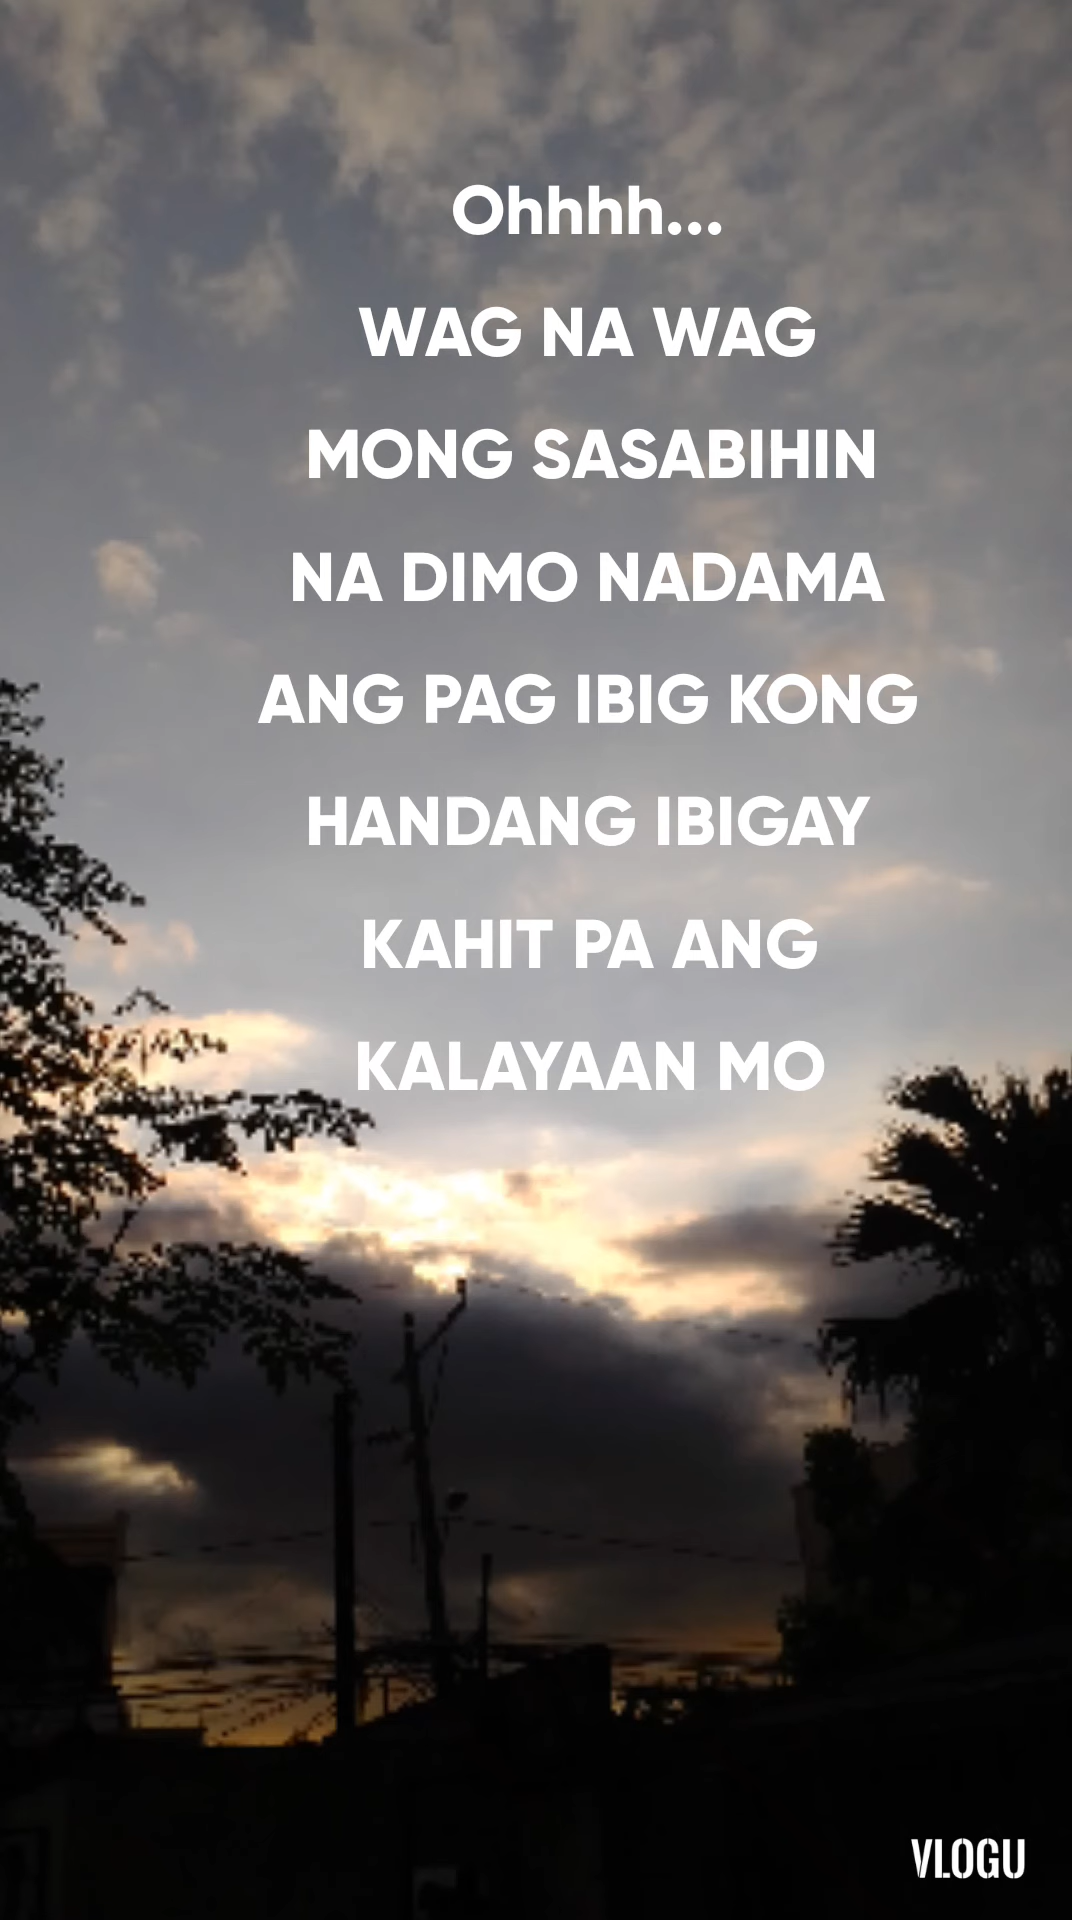 Ohhhh...
WAG NA WAG
MONG SASABIHIN
NA DIMO NADAMA
ANG PAG IBIG KONG
HANDANG IBIGAY
KAHIT PA ANG
KALAYAAN MO
VLOGU